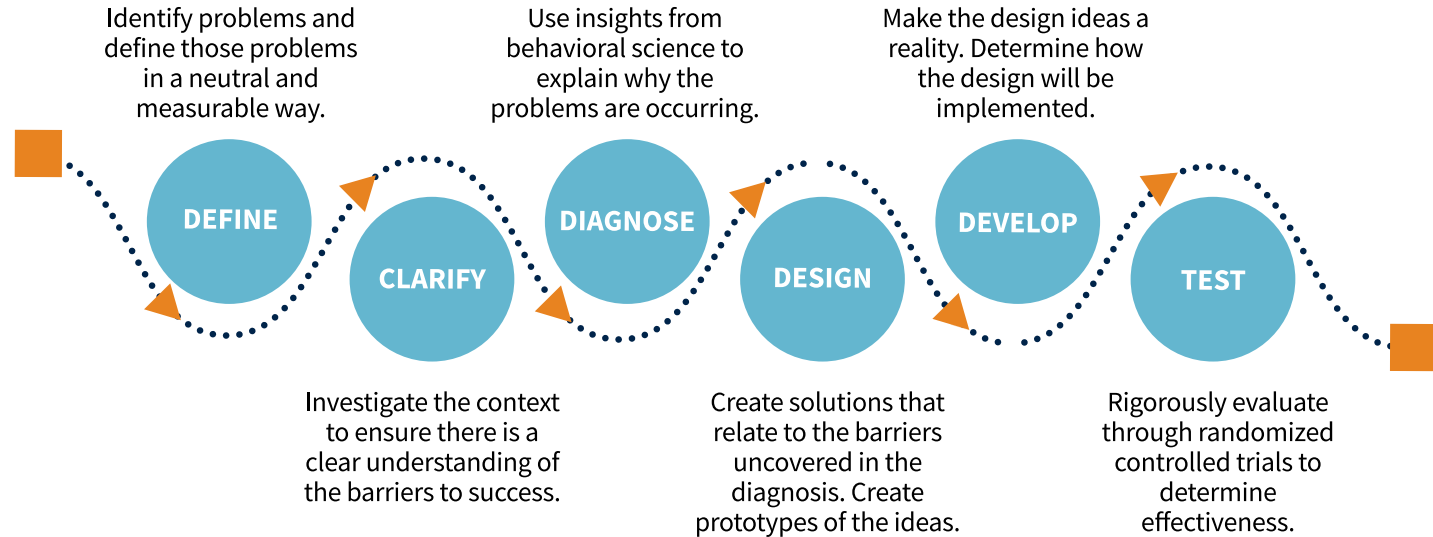 Identify problems and
define those problems
in a neutral and
measurable way.
DEFINE
Investigate the context
to ensure there is a
clear understanding of
the barriers to success.
CLARIFY
Use insights from
behavioral science to
explain why the
problems are occurring.
DIAGNOSE
Create solutions that
relate to the barriers
uncovered in the
diagnosis. Create
prototypes of the ideas.
DESIGN
Make the design ideas a
reality. Determine how
the design will be
implemented.
DEVELOP
Rigorously evaluate
through randomized
controlled trials to
determine
effectiveness.
TEST